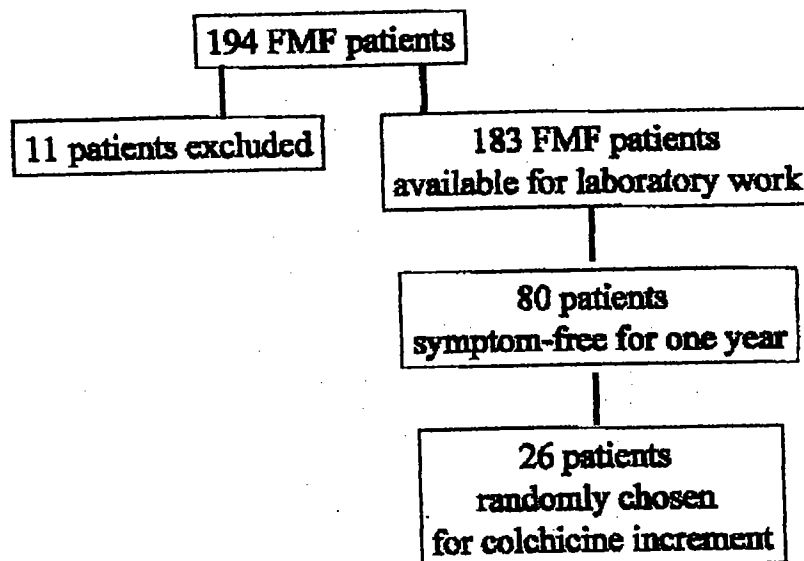 194 FMF patients
11 patients excluded
183 FMF patients
available for laboratory work
80 patients
symptom-free for one year
26 patients
randomly chosen
for colchicine increment